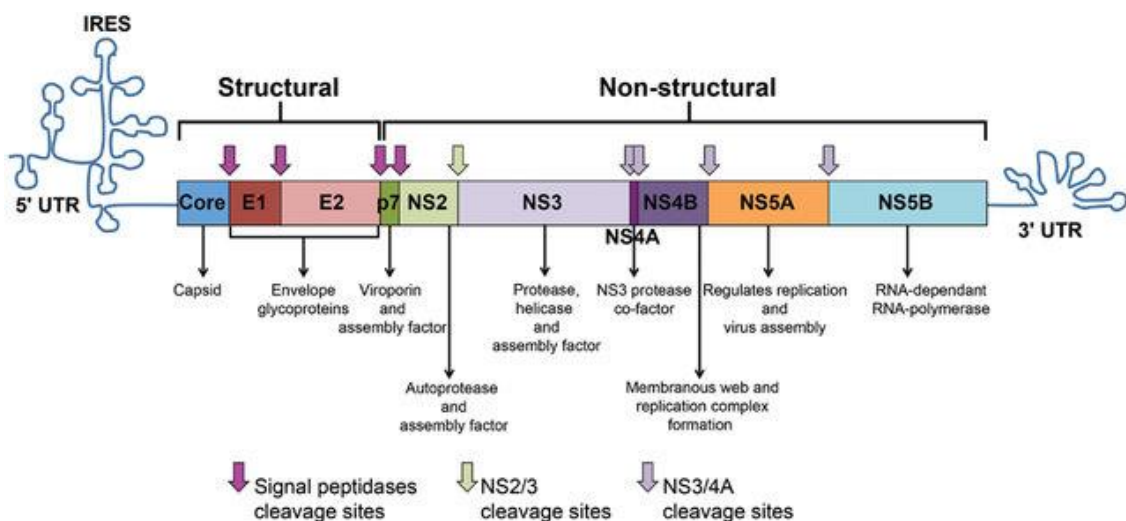 IRES
Structural
Non-structural
5' UTR
Core
E1
E2
p7
NS2
NS3
NS4A
NS4B
NS5A
NS5B
3' UTR
Capsid
Envelope
glycoproteins
Viroporin
and
assembly factor
Autoprotease
and
assembly factor
Protease,
helicase
and
assembly factor
NS3 protease
co-factor
Membranous web and
replication complex
formation
Regulates replication
and
virus assembly
RNA-dependant
RNA-polymerase
Signal peptidases
cleavage sites
NS2/3
cleavage sites
NS3/4A
cleavage sites